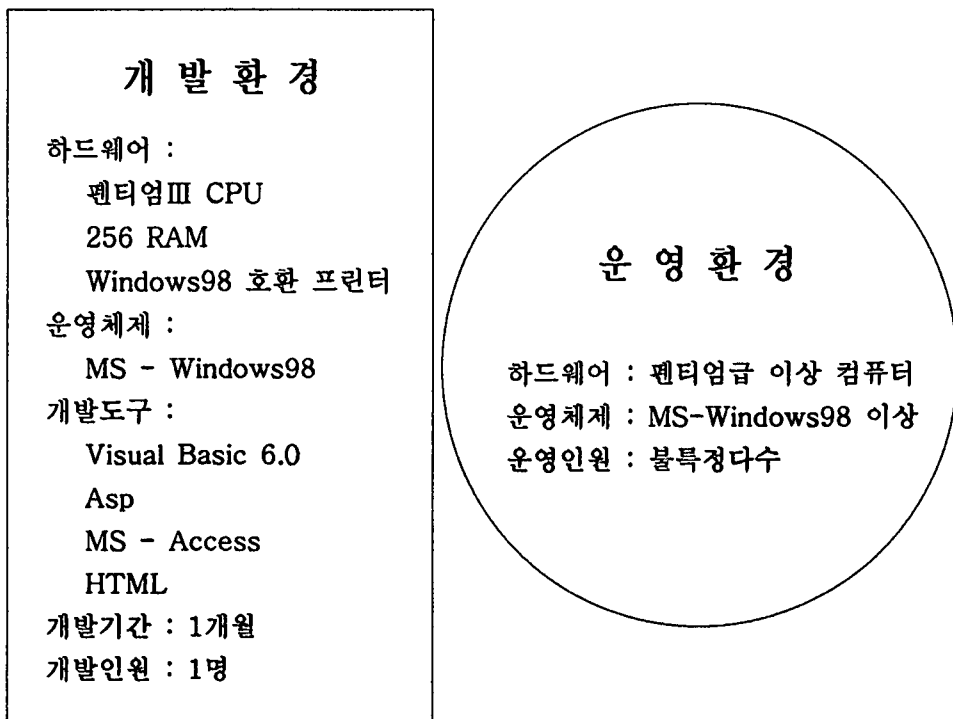 개 발 환 경
하드웨어 :
펜티엄Ⅲ CPU
256 RAM
Windows98 호환 프린터
운영체제 :
MS - Windows98
개발도구 :
Visual Basic 6.0
Asp
MS - Access
HTML
개발기간 : 1개월
개발인원 : 1명
운 영 환 경
하드웨어 : 펜티엄급 이상 컴퓨터
운영체제 : MS-Windows98 이상
운영인원 : 불특정다수